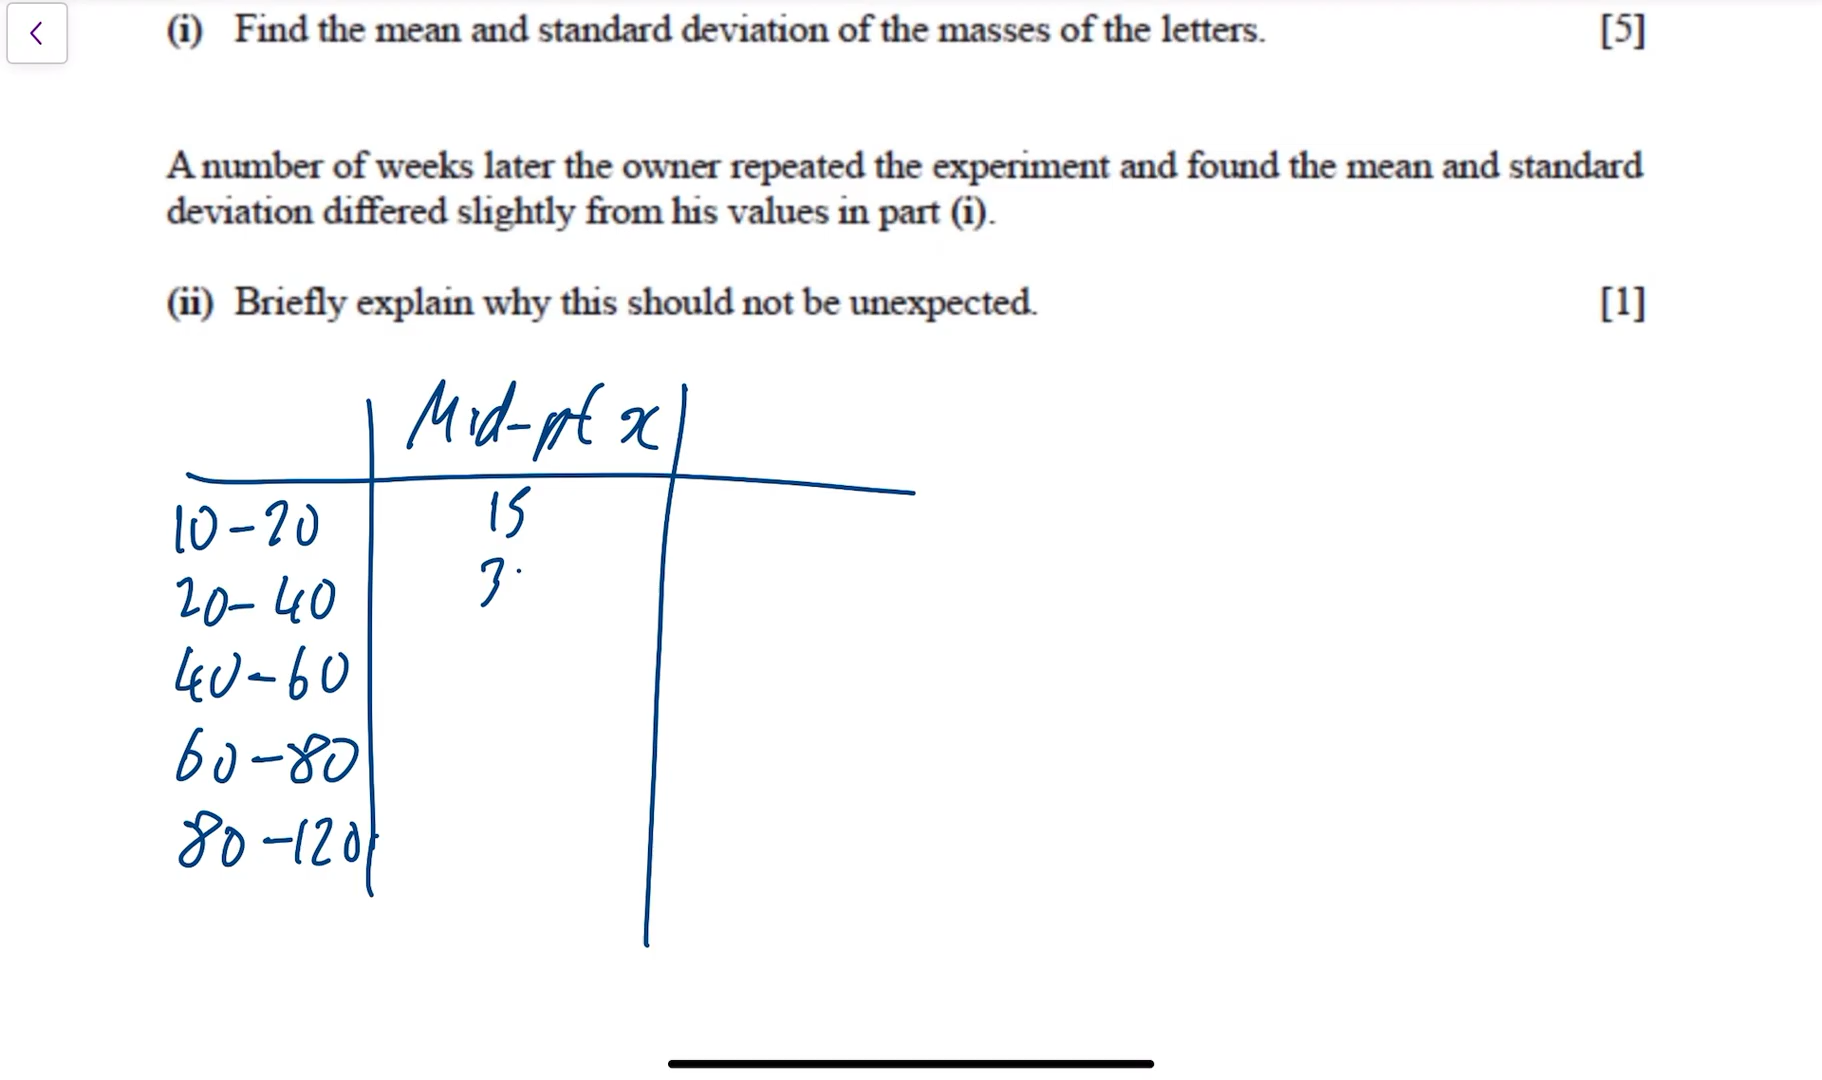 (i) Find the mean and standard deviation of the masses of the letters. [5]
A number of weeks later the owner repeated the experiment and found the mean and standard
deviation differed slightly from his values in part (i).
(ii) Briefly explain why this should not be unexpected. [1]
Mid-pt x
10-20 15
20-40 3
40-60
60-80
80-120